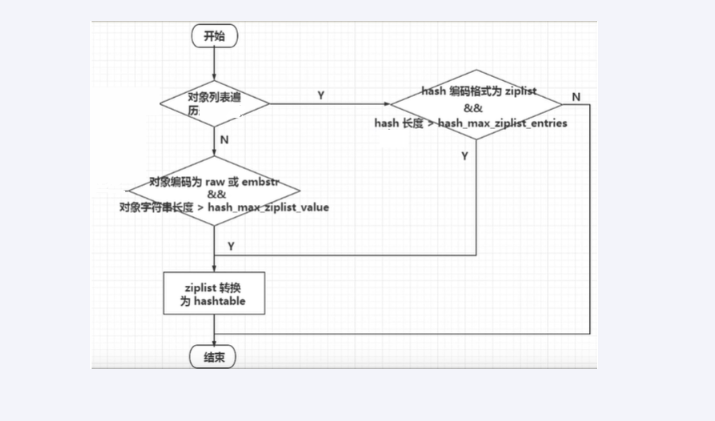 开始
对象列表遍
历
Y
hash 编码格式为 ziplist
&&
hash 长度 > hash_max_ziplist_entries
N
N
Y
对象编码为 raw 或 embstr
&&
对象字符串长度 > hash_max_ziplist_value
Y
ziplist 转换
为 hashtable
结束